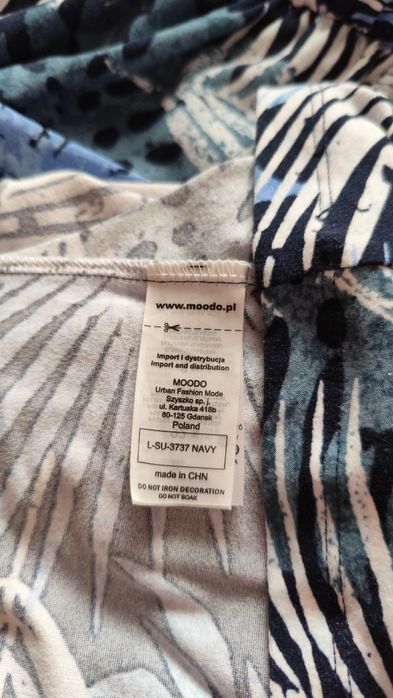 www.moodo.pl
Import i dystrybucja
Import and distribution
MOODO
Urban Fashion Mode
Szyszko sp. j.
ul. Kartuska 418b
80-125 Gdansk
Poland
L-SU-3737 NAVY
made in CHN
DO NOT IRON DECORATION
DO NOT SOAK